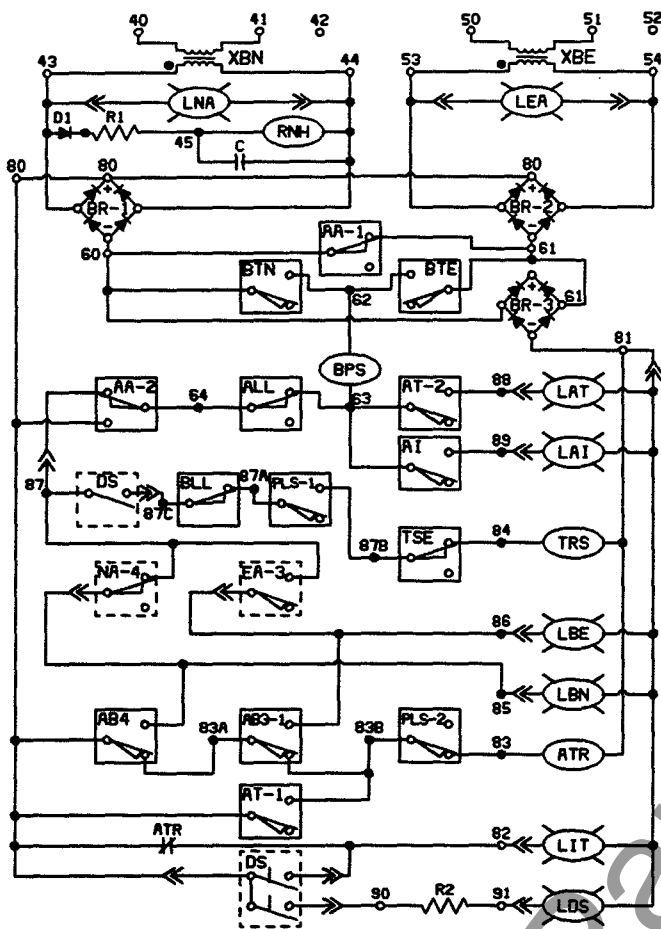 40 41 42 50 51 52
XBN XBE
43 44 53 54
LNA LEA
D1 R1 RNH
45 C
80 80 80
BR-1 BR-2
AA-1
60 61
BTN BTE
62 BR-3 61
81
BPS
AA-2 64 ALL 63 AT-2 88 LAT
AI 89 LAI
87 DS BLL 87A PLS-1
87C
87B TSE 84 TRS
NA-4 EA-3
86 LBE
85 LBN
AB4 83A AB3-1 83B PLS-2 83 ATR
AT-1
ATR 82 LIT
DS
90 R2 91 LDS